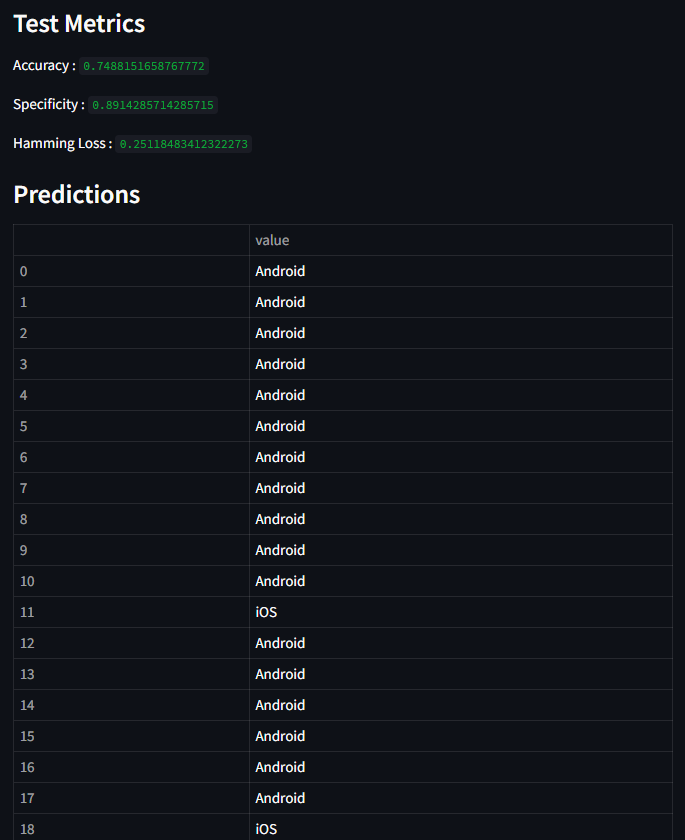 Test Metrics
Accuracy : 0.7488151658767772
Specificity : 0.8914285714285715
Hamming Loss : 0.25118483412322273
Predictions
value
0 Android
1 Android
2 Android
3 Android
4 Android
5 Android
6 Android
7 Android
8 Android
9 Android
10 Android
11 iOS
12 Android
13 Android
14 Android
15 Android
16 Android
17 Android
18 iOS